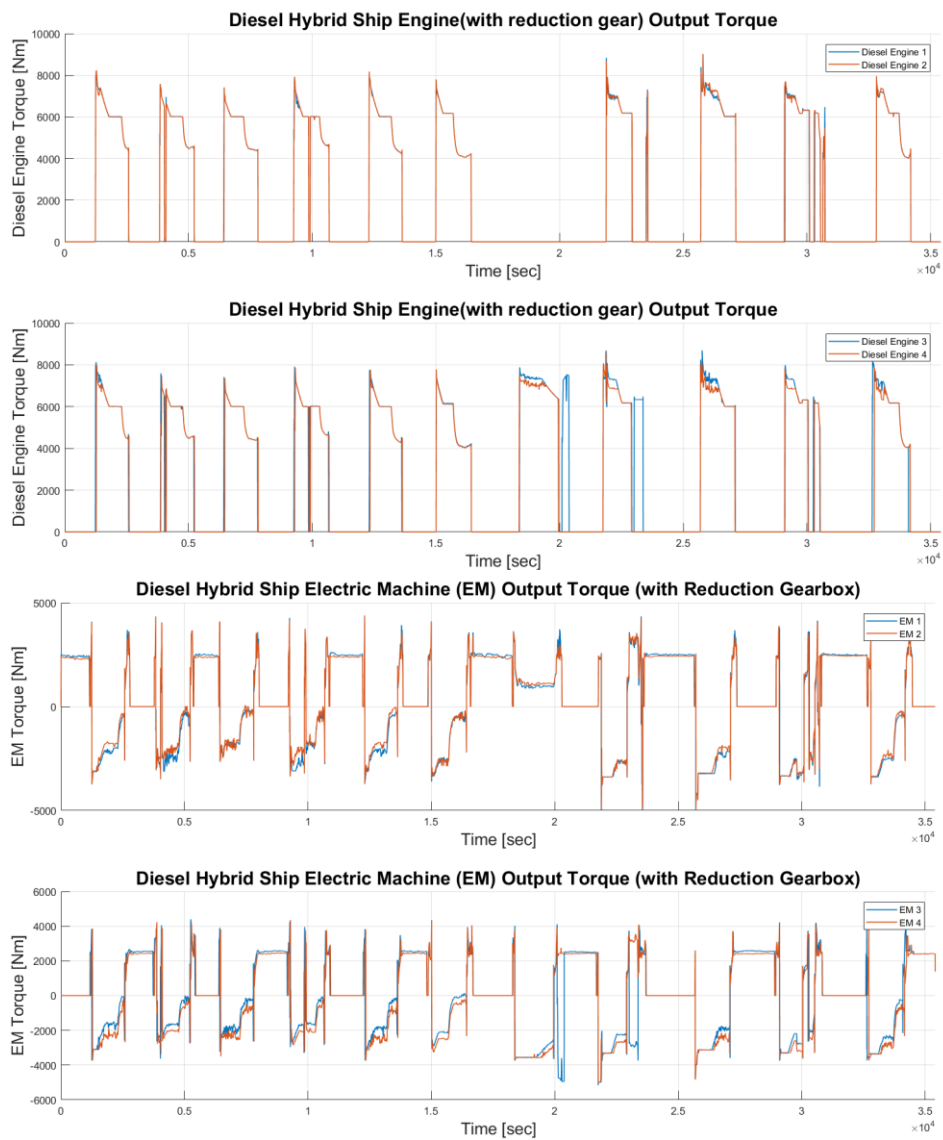 Diesel Hybrid Ship Engine(with reduction gear) Output Torque
Diesel Engine Torque [Nm]
10000
8000
6000
4000
2000
0
Diesel Engine 1
Diesel Engine 2
0 0.5 1 1.5 2 2.5 3 3.5
×10⁴
Time [sec]
Diesel Hybrid Ship Engine(with reduction gear) Output Torque
Diesel Engine Torque [Nm]
10000
8000
6000
4000
2000
0
Diesel Engine 3
Diesel Engine 4
0 0.5 1 1.5 2 2.5 3 3.5
×10⁴
Time [sec]
Diesel Hybrid Ship Electric Machine (EM) Output Torque (with Reduction Gearbox)
EM Torque [Nm]
5000
0
-5000
EM 1
EM 2
0 0.5 1 1.5 2 2.5 3 3.5
×10⁴
Time [sec]
Diesel Hybrid Ship Electric Machine (EM) Output Torque (with Reduction Gearbox)
EM Torque [Nm]
6000
4000
2000
0
-2000
-4000
-6000
EM 3
EM 4
0 0.5 1 1.5 2 2.5 3 3.5
×10⁴
Time [sec]